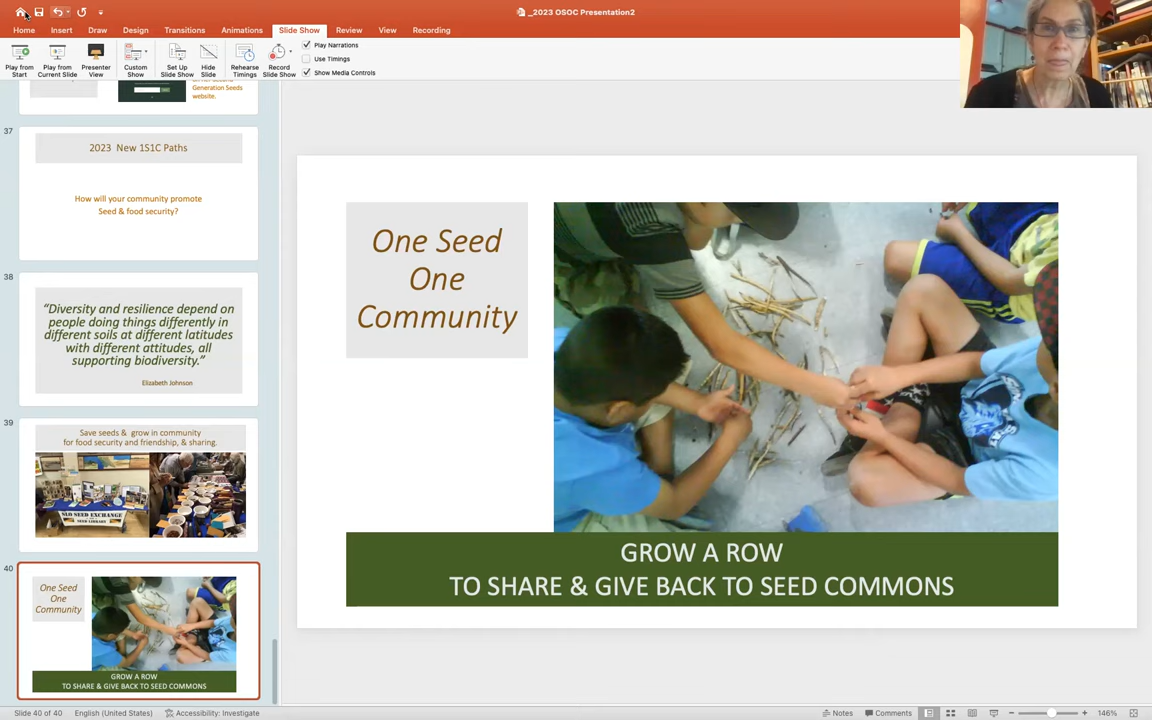 _2023 OSOC Presentation2
Home Insert Draw Design Transitions Animations Slide Show Review View Recording
Play from Start
Play from Current Slide
Presenter View
Custom Show
Set Up Slide Show
Hide Slide
Rehearse Timings
Record Slide Show
Play Narrations
Use Timings
Show Media Controls
Generation Seeds
website.
37
2023 New 1S1C Paths
How will your community promote
Seed & food security?
38
“Diversity and resilience depend on
people doing things differently in
different soils at different latitudes
with different attitudes, all
supporting biodiversity.”
Elizabeth Johnson
39
Save seeds & grow in community
for food security and friendship, & sharing.
SLO SEED EXCHANGE
SEED LIBRARY
40
One Seed
One
Community
GROW A ROW
TO SHARE & GIVE BACK TO SEED COMMONS
One Seed
One
Community
GROW A ROW
TO SHARE & GIVE BACK TO SEED COMMONS
Slide 40 of 40 English (United States) Accessibility: Investigate
Notes Comments 146%